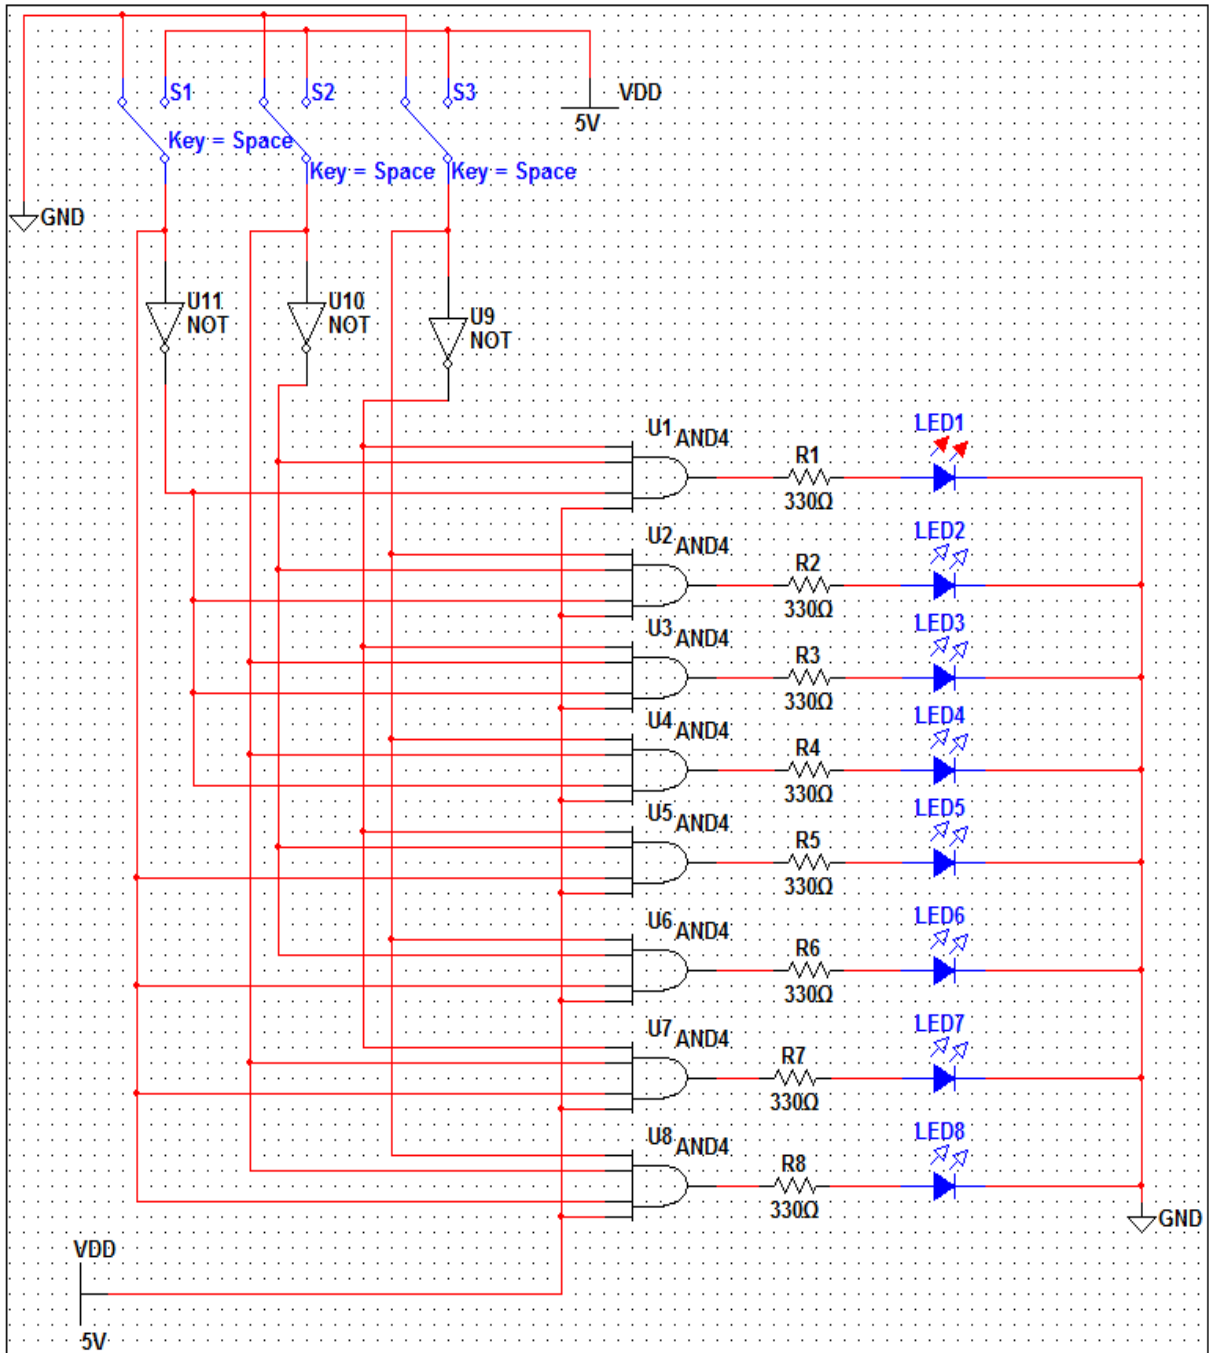 S1
S2
S3
VDD
5V
Key = Space
Key = Space
Key = Space
GND
U11
NOT
U10
NOT
U9
NOT
U1
AND4
R1
330Ω
LED1
U2
AND4
R2
330Ω
LED2
U3
AND4
R3
330Ω
LED3
U4
AND4
R4
330Ω
LED4
U5
AND4
R5
330Ω
LED5
U6
AND4
R6
330Ω
LED6
U7
AND4
R7
330Ω
LED7
U8
AND4
R8
330Ω
LED8
GND
VDD
5V